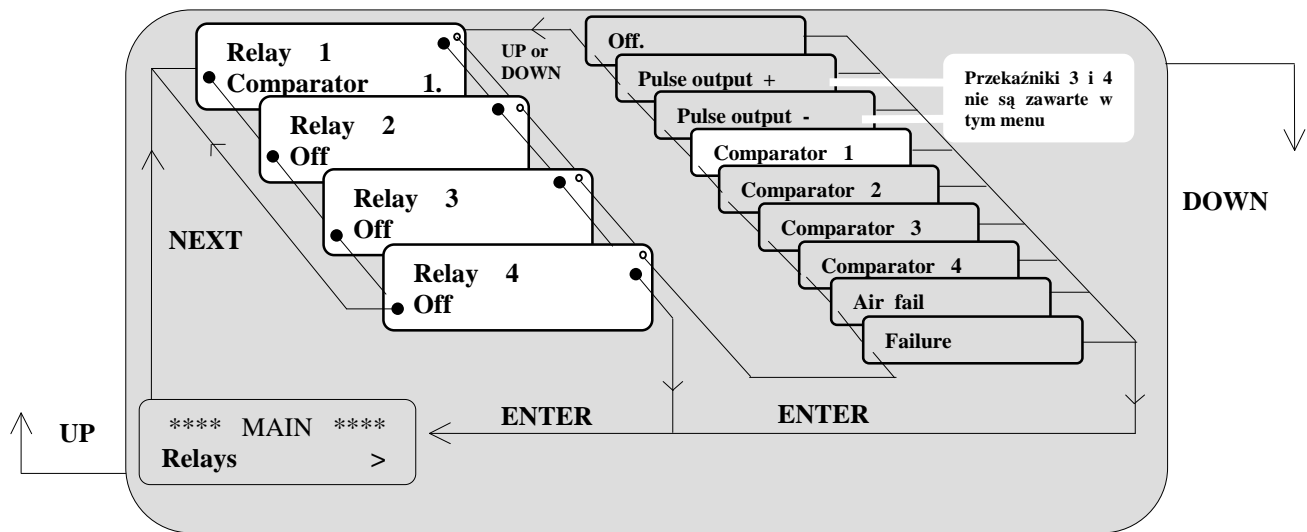 Relay 1
Comparator 1.
Relay 2
Off
Relay 3
Off
Relay 4
Off
UP or
DOWN
Off.
Pulse output +
Pulse output -
Comparator 1
Comparator 2
Comparator 3
Comparator 4
Air fail
Failure
Przekaźniki 3 i 4
nie są zawarte w
tym menu
DOWN
NEXT
UP
**** MAIN ****
Relays >
ENTER
ENTER